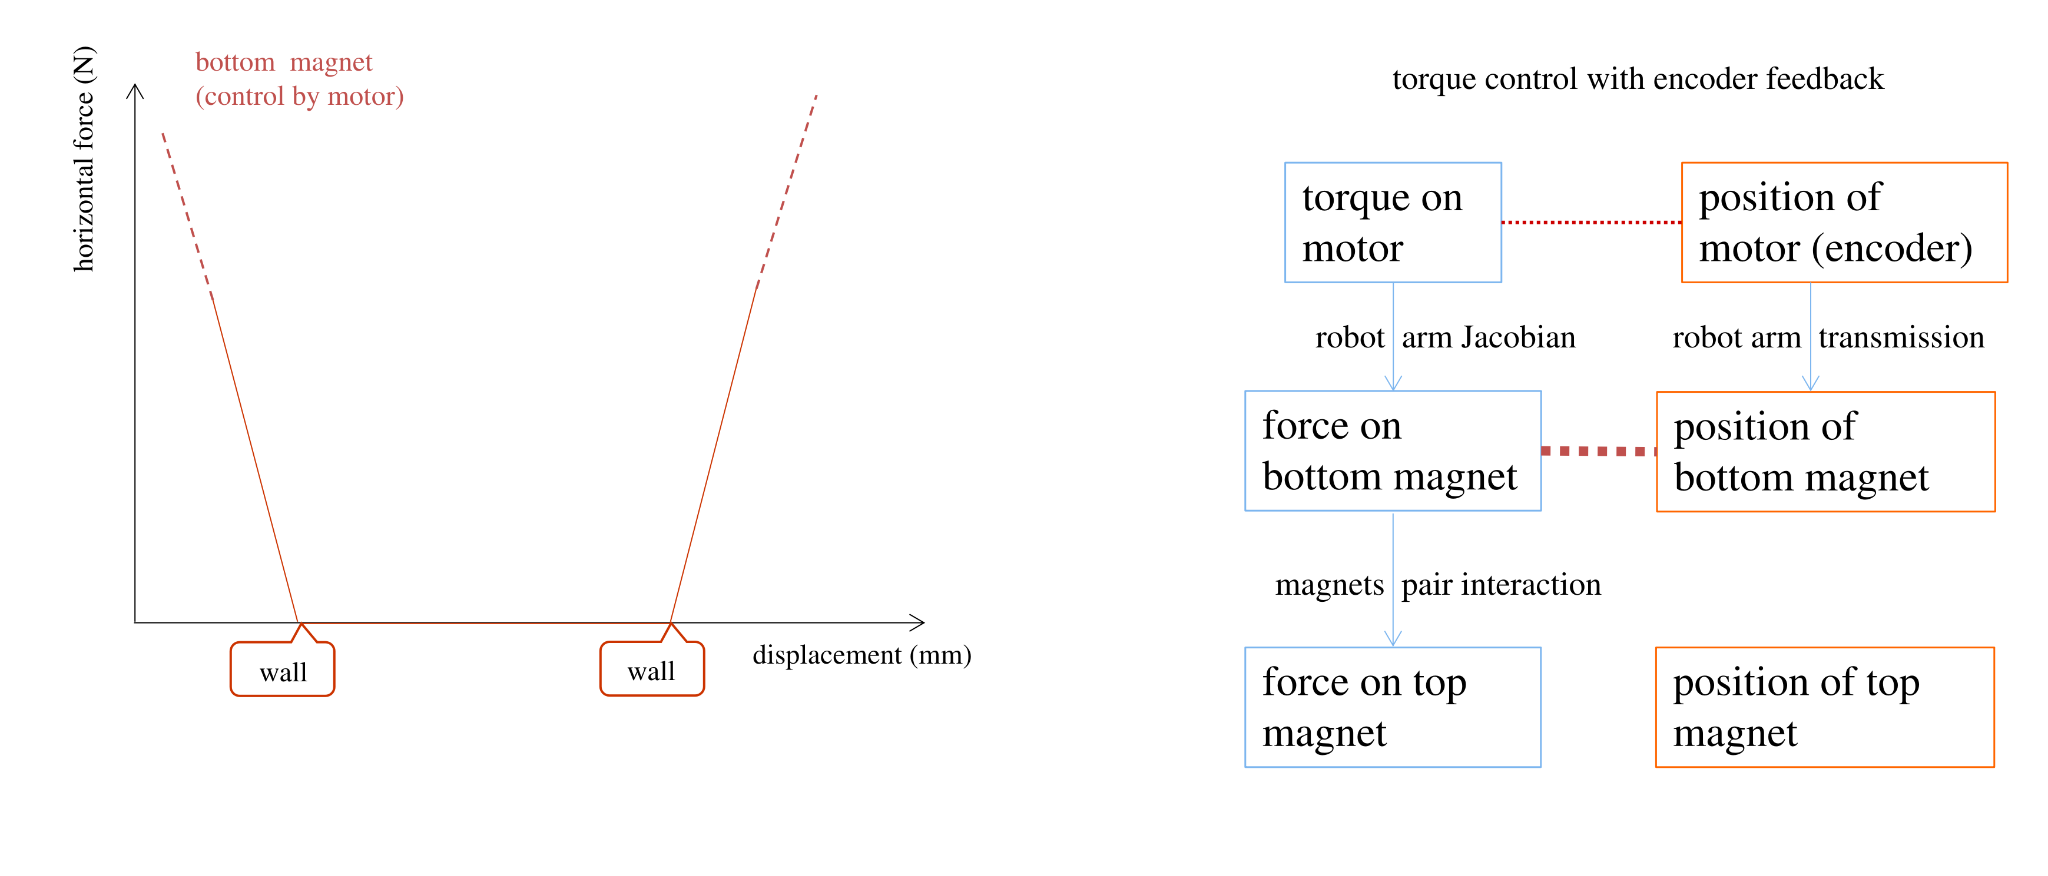 horizontal force (N)
bottom magnet
(control by motor)
wall
wall
displacement (mm)
torque control with encoder feedback
torque on
motor
position of
motor (encoder)
robot arm Jacobian
robot arm transmission
force on
bottom magnet
position of
bottom magnet
magnets pair interaction
force on top
magnet
position of top
magnet